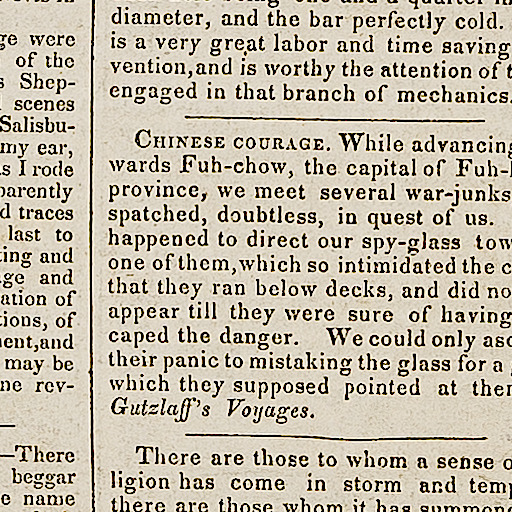 ge were
of the
Shep-
scenes
Salisbu-
my ear,
as I rode
parently
d traces
last to
ting and
ge and
ation of
tions, of
ment,and
may be
ne rev-
—There
beggar
e name
diameter, and the bar perfectly cold.
is a very great labor and time saving
vention,and is worthy the attention of
engaged in that branch of mechanics.
CHINESE COURAGE. While advancing
wards Fuh-chow, the capital of Fuh-
province, we meet several war-junks
spatched, doubtless, in quest of us.
happened to direct our spy-glass tow
one of them,which so intimidated the c
that they ran below decks, and did no
appear till they were sure of having
caped the danger. We could only asc
their panic to mistaking the glass for a
which they supposed pointed at the
Gutzlaff's Voyages.
There are those to whom a sense o
ligion has come in storm and temp
there are those whom it has summon